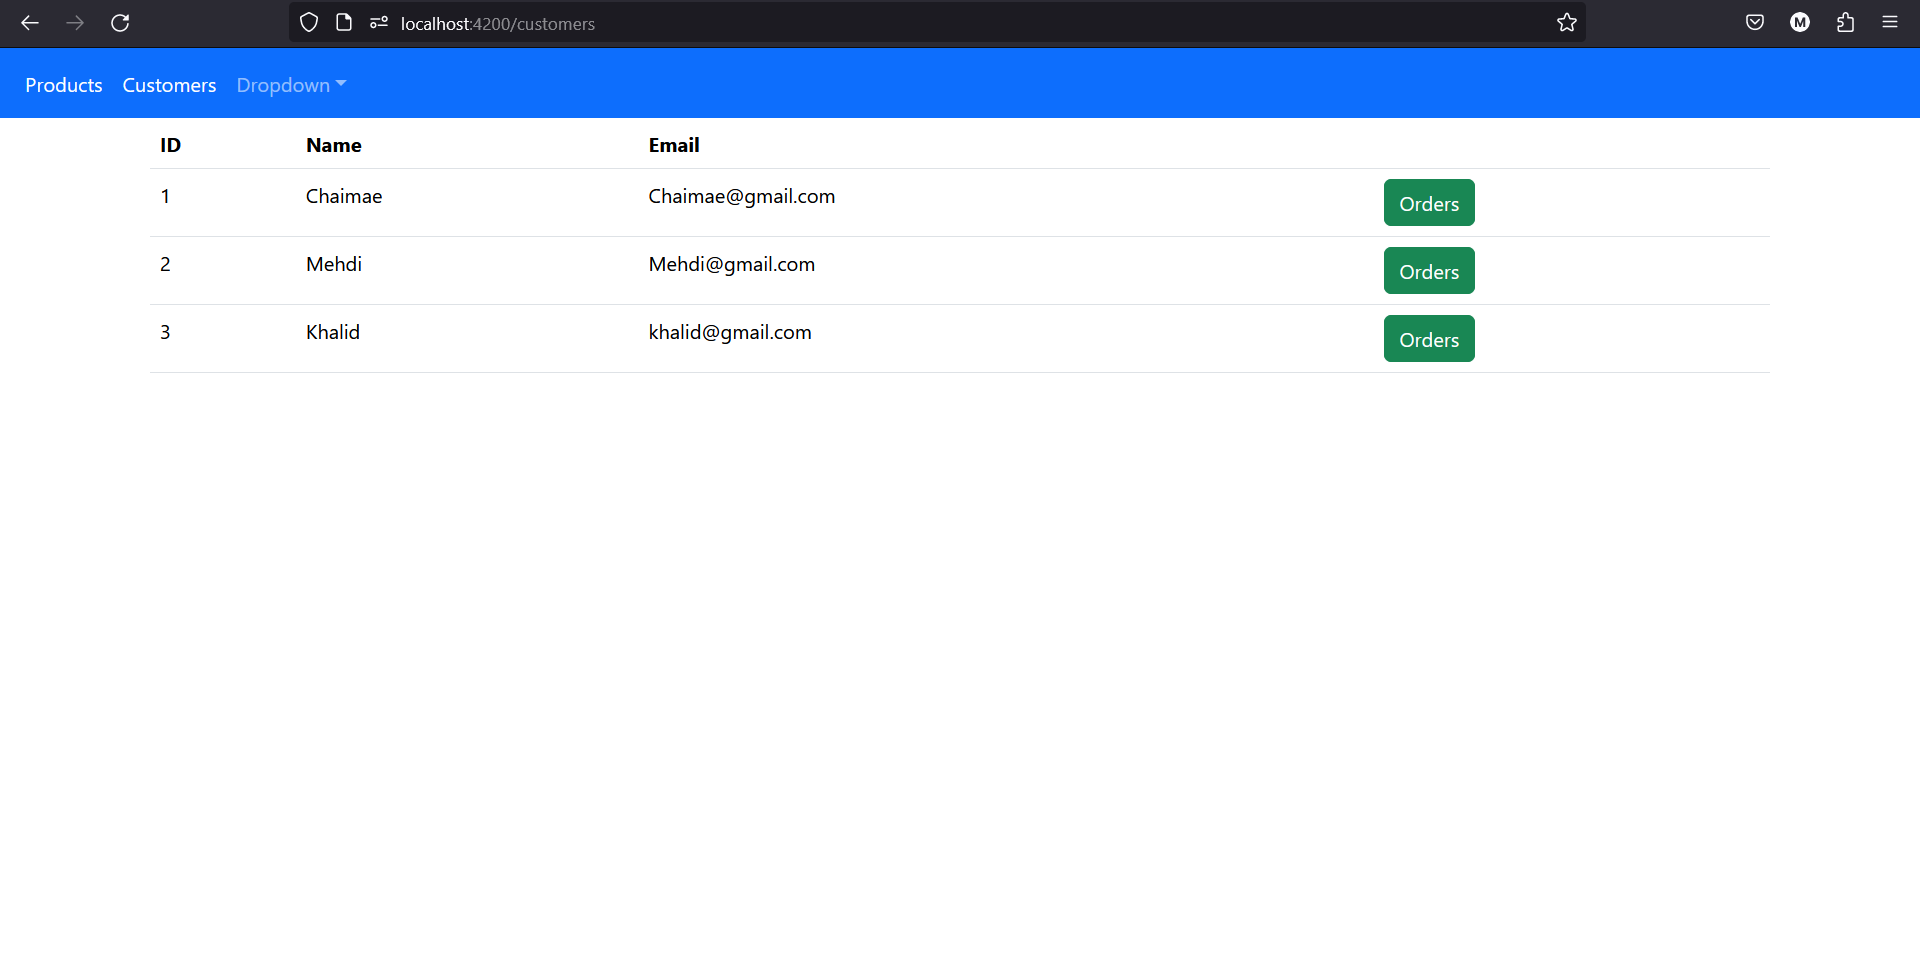 localhost:4200/customers
M
Products Customers Dropdown
ID Name Email
1 Chaimae Chaimae@gmail.com Orders
2 Mehdi Mehdi@gmail.com Orders
3 Khalid khalid@gmail.com Orders